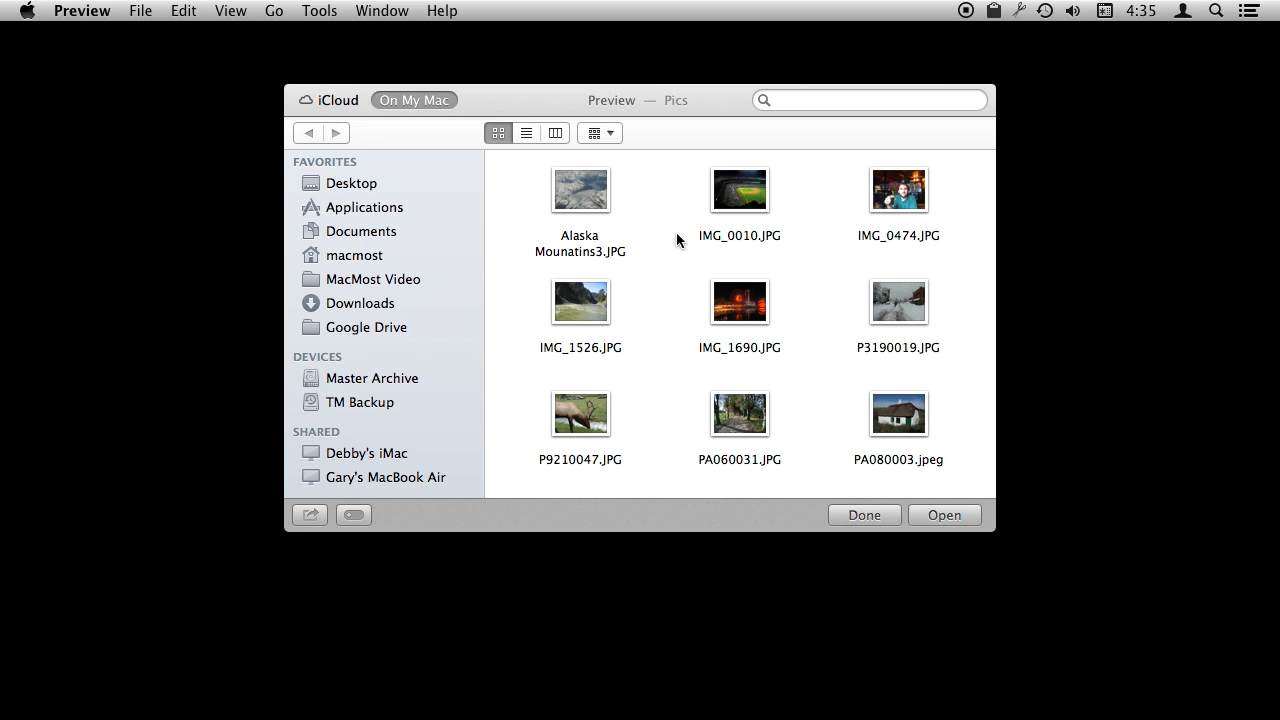 Preview File Edit View Go Tools Window Help 4:35
iCloud On My Mac Preview — Pics
FAVORITES
Desktop
Applications
Documents
macmost
MacMost Video
Downloads
Google Drive
DEVICES
Master Archive
TM Backup
SHARED
Debby's iMac
Gary's MacBook Air
Alaska
Mounatins3.JPG
IMG_0010.JPG
IMG_0474.JPG
IMG_1526.JPG
IMG_1690.JPG
P3190019.JPG
P9210047.JPG
PA060031.JPG
PA080003.jpeg
Done Open